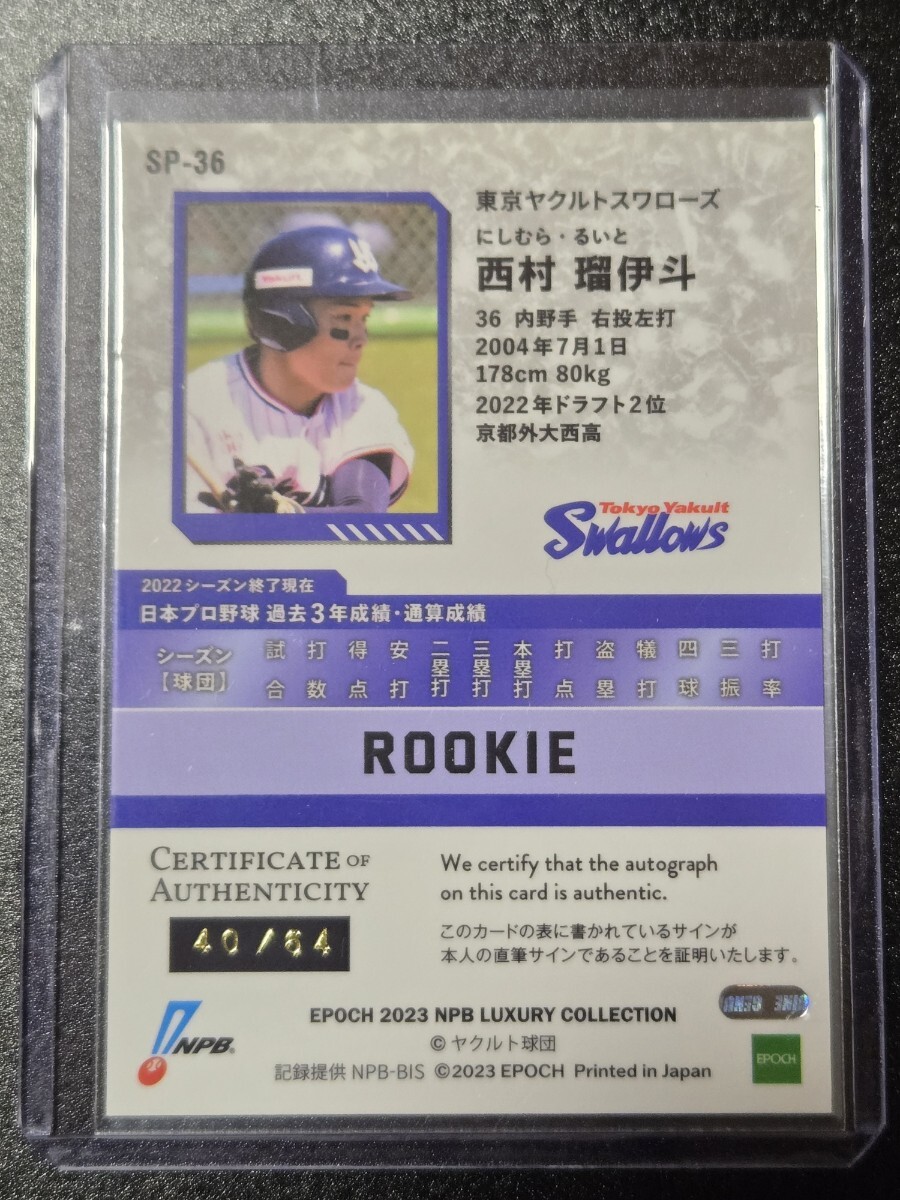 SP-36
東京ヤクルトスワローズ
にしむら・るいと
西村 瑠伊斗
36 内野手 右投左打
2004年7月1日
178cm 80kg
2022年ドラフト2位
京都外大西高
Tokyo Yakult
Swallows
2022シーズン終了現在
日本プロ野球 過去3年成績・通算成績
シーズン【球団】 試合 打数 得点 安打 二塁打 三塁打 本塁打 打点 盗塁 犠打 四球 三振 打率
ROOKIE
CERTIFICATE OF
AUTHENTICITY
40/64
We certify that the autograph
on this card is authentic.
このカードの表に書かれているサインが
本人の直筆サインであることを証明いたします。
NPB®
EPOCH 2023 NPB LUXURY COLLECTION
© ヤクルト球団
記録提供 NPB-BIS ©2023 EPOCH Printed in Japan
EPOCH